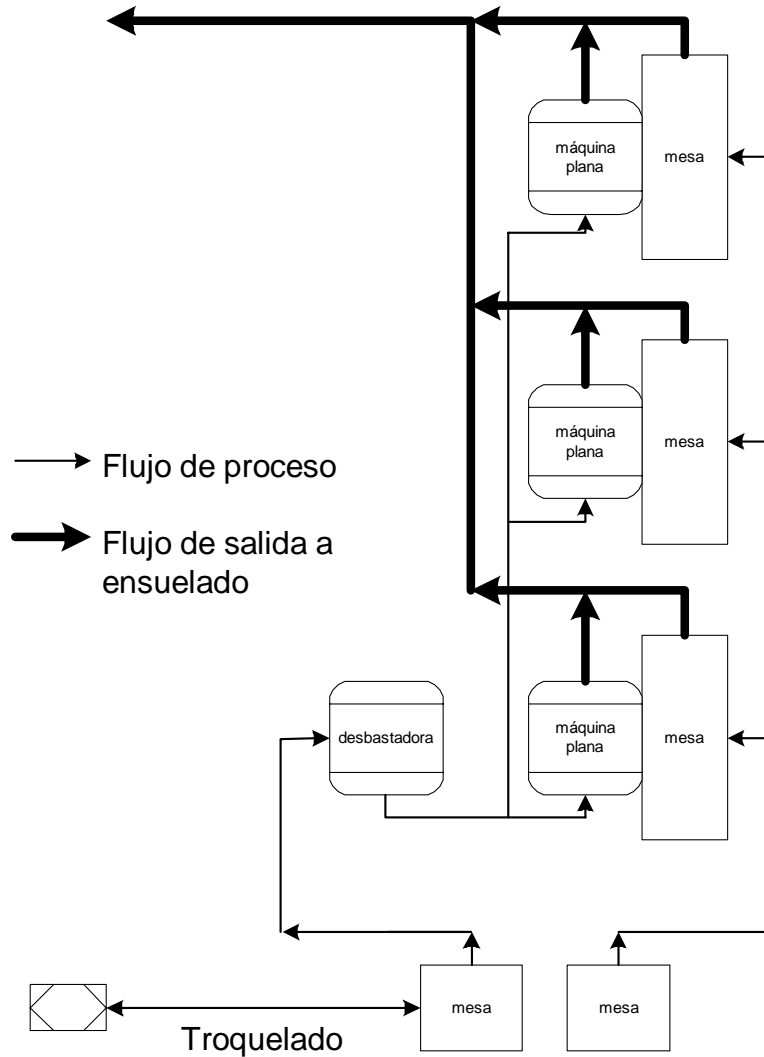 máquina
plana
mesa
máquina
plana
mesa
Flujo de proceso
Flujo de salida a
ensuelado
desbastadora
máquina
plana
mesa
mesa
mesa
Troquelado